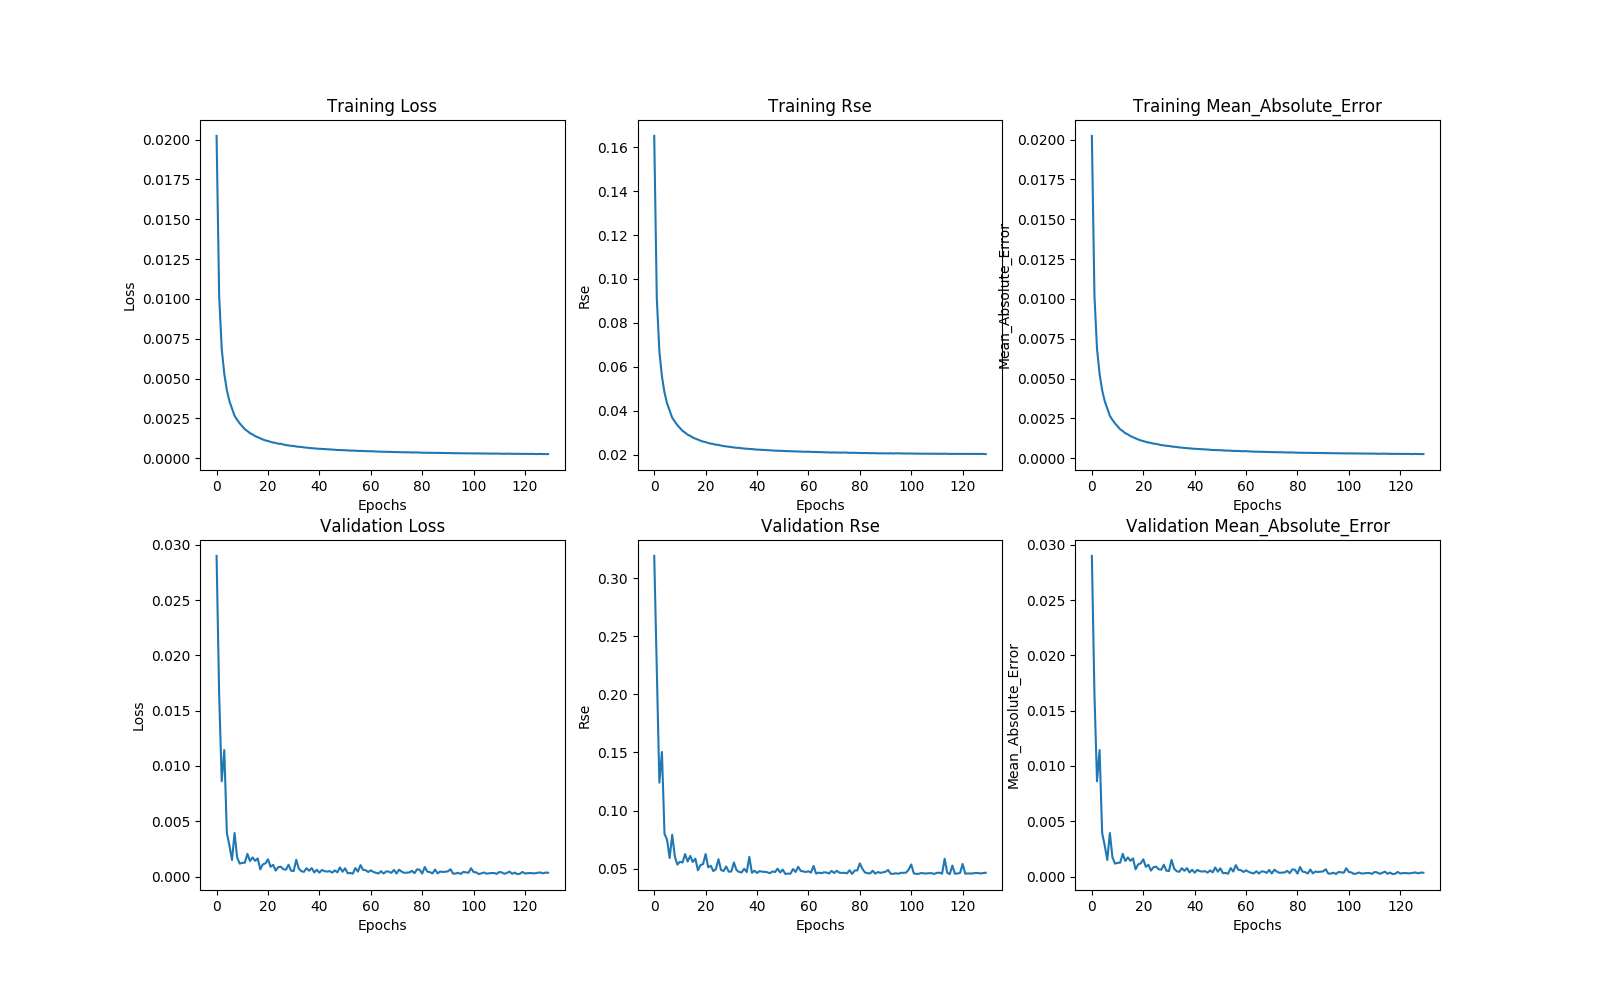 Training Loss
0.0200
0.0175
0.0150
0.0125
0.0100
0.0075
0.0050
0.0025
0.0000
Loss
0 20 40 60 80 100 120
Epochs
Training Rse
0.16
0.14
0.12
0.10
0.08
0.06
0.04
0.02
Rse
0 20 40 60 80 100 120
Epochs
Training Mean_Absolute_Error
0.0200
0.0175
0.0150
0.0125
0.0100
0.0075
0.0050
0.0025
0.0000
Mean_Absolute_Error
0 20 40 60 80 100 120
Epochs
Validation Loss
0.030
0.025
0.020
0.015
0.010
0.005
0.000
Loss
0 20 40 60 80 100 120
Epochs
Validation Rse
0.30
0.25
0.20
0.15
0.10
0.05
Rse
0 20 40 60 80 100 120
Epochs
Validation Mean_Absolute_Error
0.030
0.025
0.020
0.015
0.010
0.005
0.000
Mean_Absolute_Error
0 20 40 60 80 100 120
Epochs